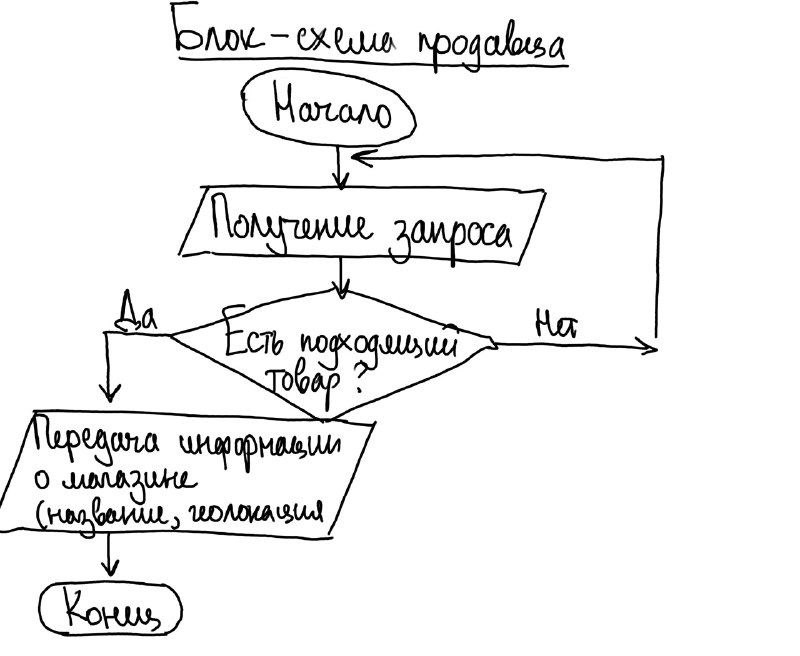 Блок-схема продавца
Начало
Получение запроса
Да
Есть подходящий
товар?
Нет
Передача информации
о магазине
(название, геолокация
Конец